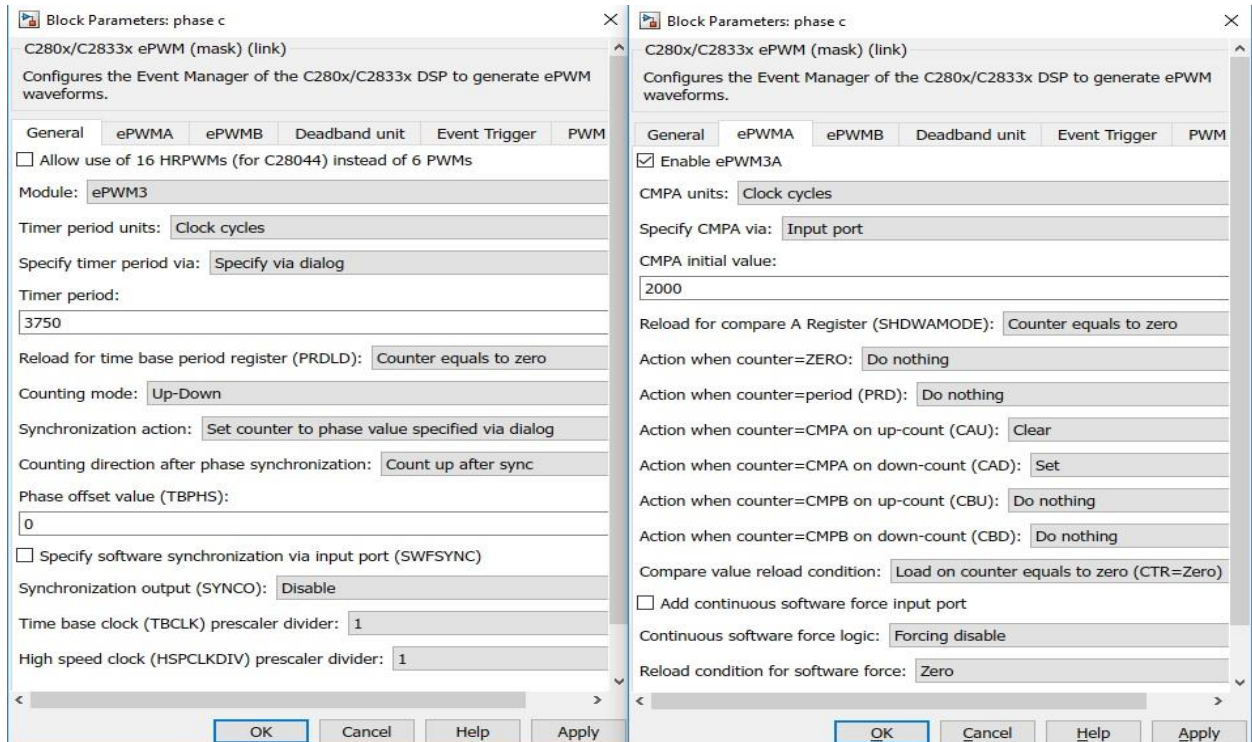 Block Parameters: phase c
C280x/C2833x ePWM (mask) (link)
Configures the Event Manager of the C280x/C2833x DSP to generate ePWM
waveforms.
General ePWMA ePWMB Deadband unit Event Trigger PWM
Allow use of 16 HRPWMs (for C28044) instead of 6 PWMs
Module: ePWM3
Timer period units: Clock cycles
Specify timer period via: Specify via dialog
Timer period:
3750
Reload for time base period register (PRDLD): Counter equals to zero
Counting mode: Up-Down
Synchronization action: Set counter to phase value specified via dialog
Counting direction after phase synchronization: Count up after sync
Phase offset value (TBPHS):
0
Specify software synchronization via input port (SWFSYNC)
Synchronization output (SYNCO): Disable
Time base clock (TBCLK) prescaler divider: 1
High speed clock (HSPCLKDIV) prescaler divider: 1
OK Cancel Help Apply
Block Parameters: phase c
C280x/C2833x ePWM (mask) (link)
Configures the Event Manager of the C280x/C2833x DSP to generate ePWM
waveforms.
General ePWMA ePWMB Deadband unit Event Trigger PWM
Enable ePWM3A
CMPA units: Clock cycles
Specify CMPA via: Input port
CMPA initial value:
2000
Reload for compare A Register (SHDWAMODE): Counter equals to zero
Action when counter=ZERO: Do nothing
Action when counter=period (PRD): Do nothing
Action when counter=CMPA on up-count (CAU): Clear
Action when counter=CMPA on down-count (CAD): Set
Action when counter=CMPB on up-count (CBU): Do nothing
Action when counter=CMPB on down-count (CBD): Do nothing
Compare value reload condition: Load on counter equals to zero (CTR=Zero)
Add continuous software force input port
Continuous software force logic: Forcing disable
Reload condition for software force: Zero
OK Cancel Help Apply